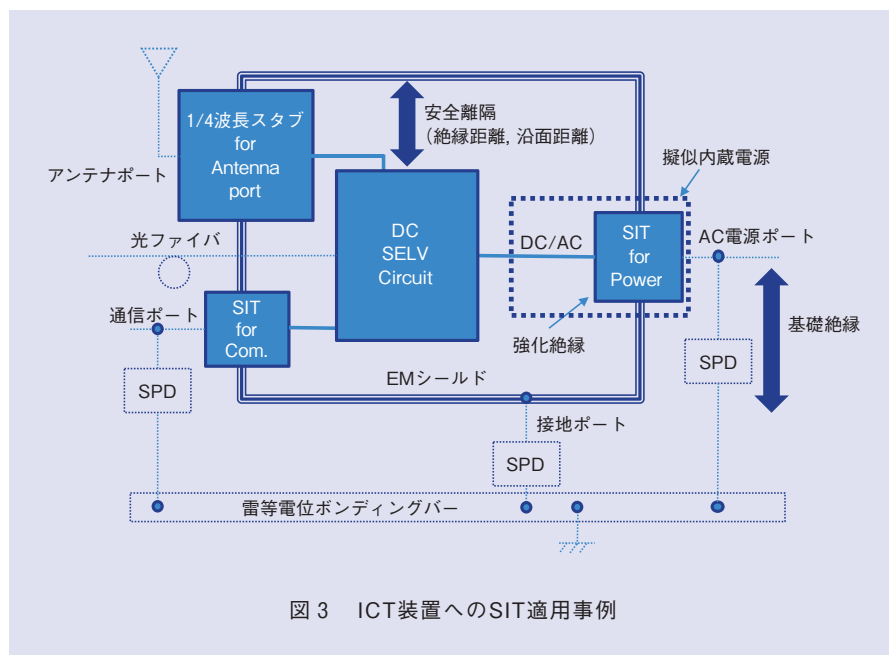 1/4波長スタブ
for
Antenna
port
アンテナポート
安全離隔
（絶縁距離, 沿面距離）
擬似内蔵電源
光ファイバ
DC
SELV
Circuit
DC/AC
SIT
for
Power
AC電源ポート
通信ポート
SIT
for
Com.
強化絶縁
基礎絶縁
SPD
EMシールド
接地ポート
SPD
SPD
雷等電位ボンディングバー
図3 ICT装置へのSIT適用事例